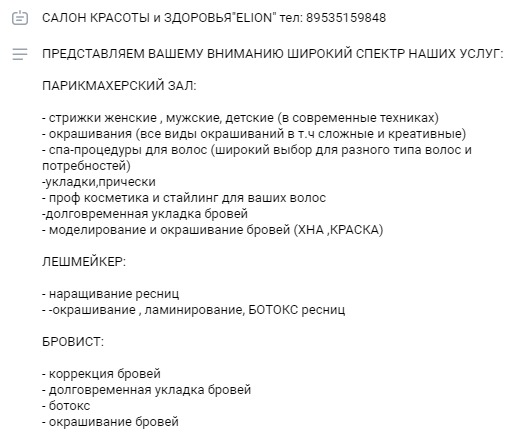 САЛОН КРАСОТЫ и ЗДОРОВЬЯ"ELION" тел: 89535159848
ПРЕДСТАВЛЯЕМ ВАШЕМУ ВНИМАНИЮ ШИРОКИЙ СПЕКТР НАШИХ УСЛУГ:
ПАРИКМАХЕРСКИЙ ЗАЛ:
- стрижки женские , мужские, детские (в современные техниках)
- окрашивания (все виды окрашиваний в т.ч сложные и креативные)
- спа-процедуры для волос (широкий выбор для разного типа волос и
потребностей)
-укладки,прически
- проф косметика и стайлинг для ваших волос
-долговременная укладка бровей
- моделирование и окрашивание бровей (ХНА ,КРАСКА)
ЛЕШМЕЙКЕР:
- наращивание ресниц
- -окрашивание , ламинирование, БОТОКС ресниц
БРОВИСТ:
- коррекция бровей
- долговременная укладка бровей
- ботокс
- окрашивание бровей